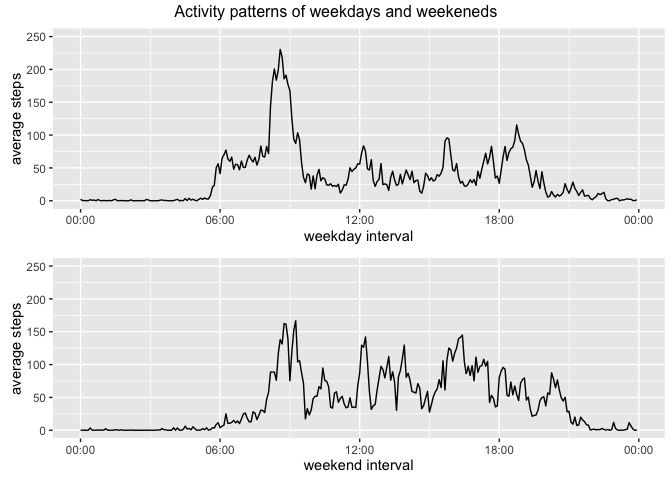 Activity patterns of weekdays and weekeneds
250
200
150
100
50
0
average steps
00:00 06:00 12:00 18:00 00:00
weekday interval
250
200
150
100
50
0
average steps
00:00 06:00 12:00 18:00 00:00
weekend interval